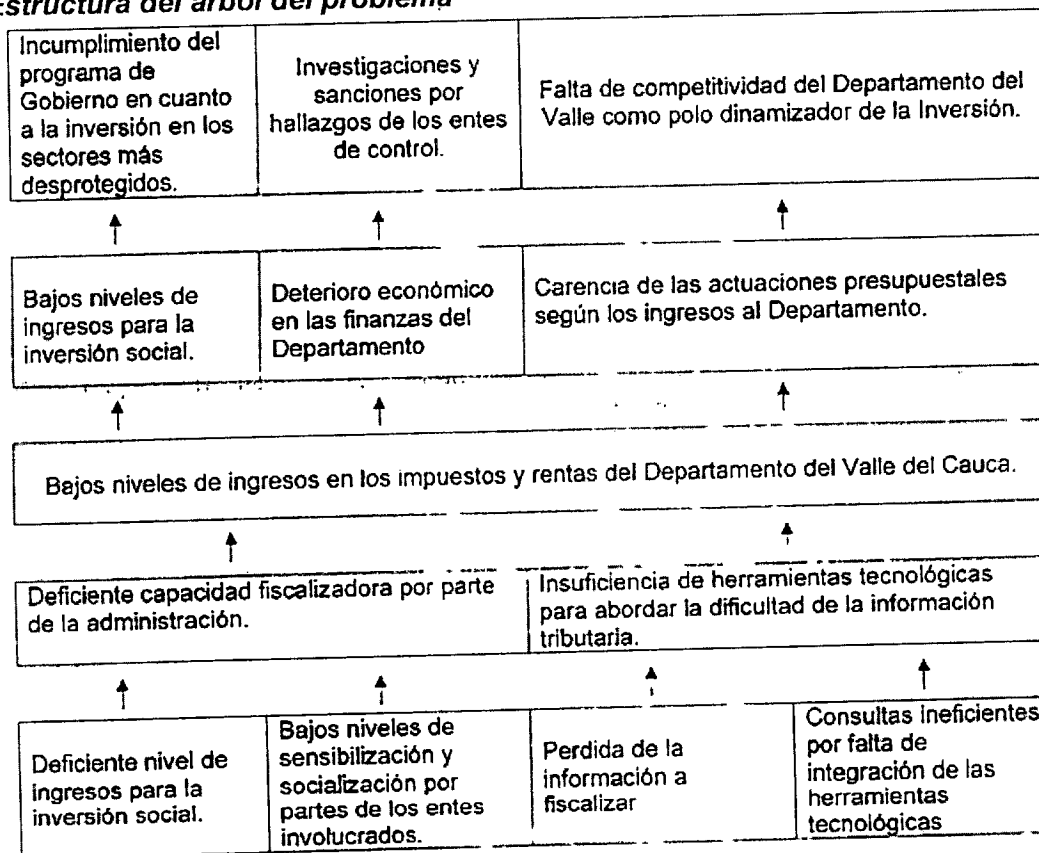 Estructura del árbol del problema
Incumplimiento del
programa de
Gobierno en cuanto
a la inversión en los
sectores más
desprotegidos.
Investigaciones y
sanciones por
hallazgos de los entes
de control.
Falta de competitividad del Departamento del
Valle como polo dinamizador de la Inversión.
Bajos niveles de
ingresos para la
inversión social.
Deterioro económico
en las finanzas del
Departamento
Carencia de las actuaciones presupuestales
según los ingresos al Departamento.
Bajos niveles de ingresos en los impuestos y rentas del Departamento del Valle del Cauca.
Deficiente capacidad fiscalizadora por parte
de la administración.
Insuficiencia de herramientas tecnológicas
para abordar la dificultad de la información
tributaria.
Deficiente nivel de
ingresos para la
inversión social.
Bajos niveles de
sensibilización y
socialización por
partes de los entes
involucrados.
Perdida de la
información a
fiscalizar
Consultas ineficientes
por falta de
integración de las
herramientas
tecnológicas